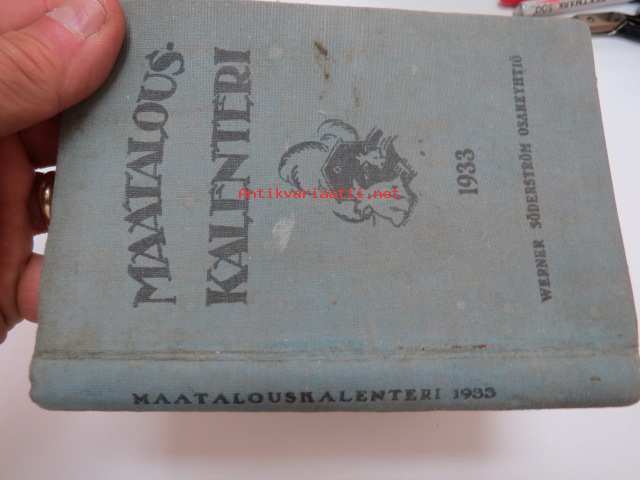 MAATALOUS-
KALENTERI
1933
WERNER SÖDERSTRÖM OSAKEYHTIÖ
MAATALOUSKALENTERI 1933
Antikvariaatti.net